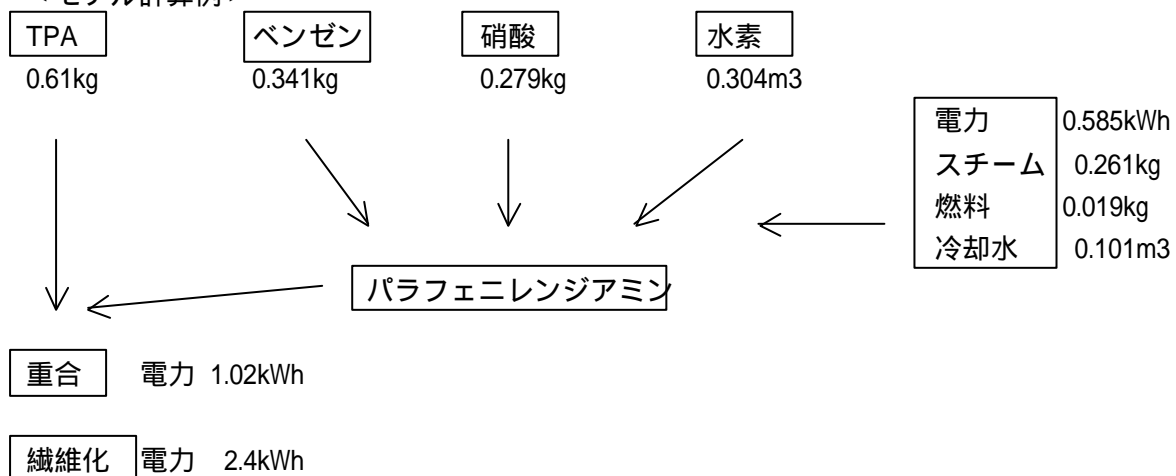 TPA ベンゼン 硝酸 水素
0.61kg 0.341kg 0.279kg 0.304m3
電力 0.585kWh
スチーム 0.261kg
燃料 0.019kg
冷却水 0.101m3
パラフェニレンジアミン
重合 電力 1.02kWh
繊維化 電力 2.4kWh